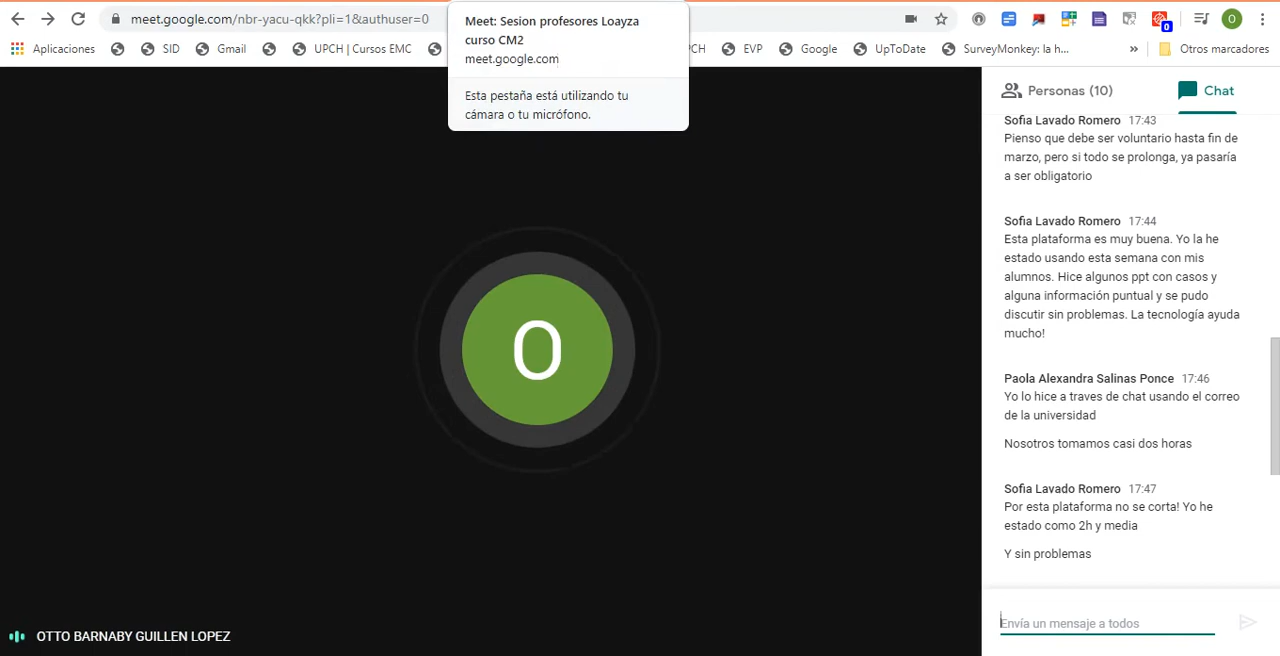 meet.google.com/nbr-yacu-qkk?pli=1&authuser=0
0
O
Aplicaciones
SID
Gmail
UPCH | Cursos EMC
PCH
EVP
Google
UpToDate
SurveyMonkey: la h...
»
Otros marcadores
Meet: Sesion profesores Loayza
curso CM2
meet.google.com
Esta pestaña está utilizando tu
cámara o tu micrófono.
O
OTTO BARNABY GUILLEN LOPEZ
Personas (10)
Chat
Sofia Lavado Romero 17:43
Pienso que debe ser voluntario hasta fin de
marzo, pero si todo se prolonga, ya pasaría
a ser obligatorio
Sofia Lavado Romero 17:44
Esta plataforma es muy buena. Yo la he
estado usando esta semana con mis
alumnos. Hice algunos ppt con casos y
alguna información puntual y se pudo
discutir sin problemas. La tecnología ayuda
mucho!
Paola Alexandra Salinas Ponce 17:46
Yo lo hice a traves de chat usando el correo
de la universidad
Nosotros tomamos casi dos horas
Sofia Lavado Romero 17:47
Por esta plataforma no se corta! Yo he
estado como 2h y media
Y sin problemas
Envía un mensaje a todos